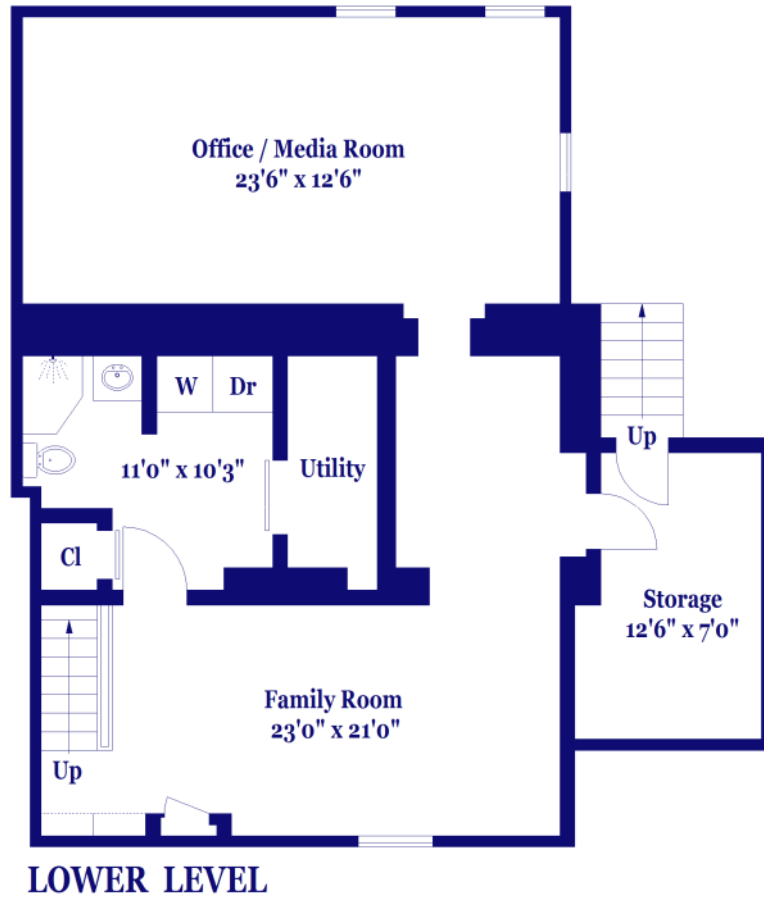 Office / Media Room
23'6" x 12'6"
W
Dr
Up
11'0" x 10'3"
Utility
Cl
Storage
12'6" x 7'0"
Family Room
23'0" x 21'0"
Up
LOWER LEVEL